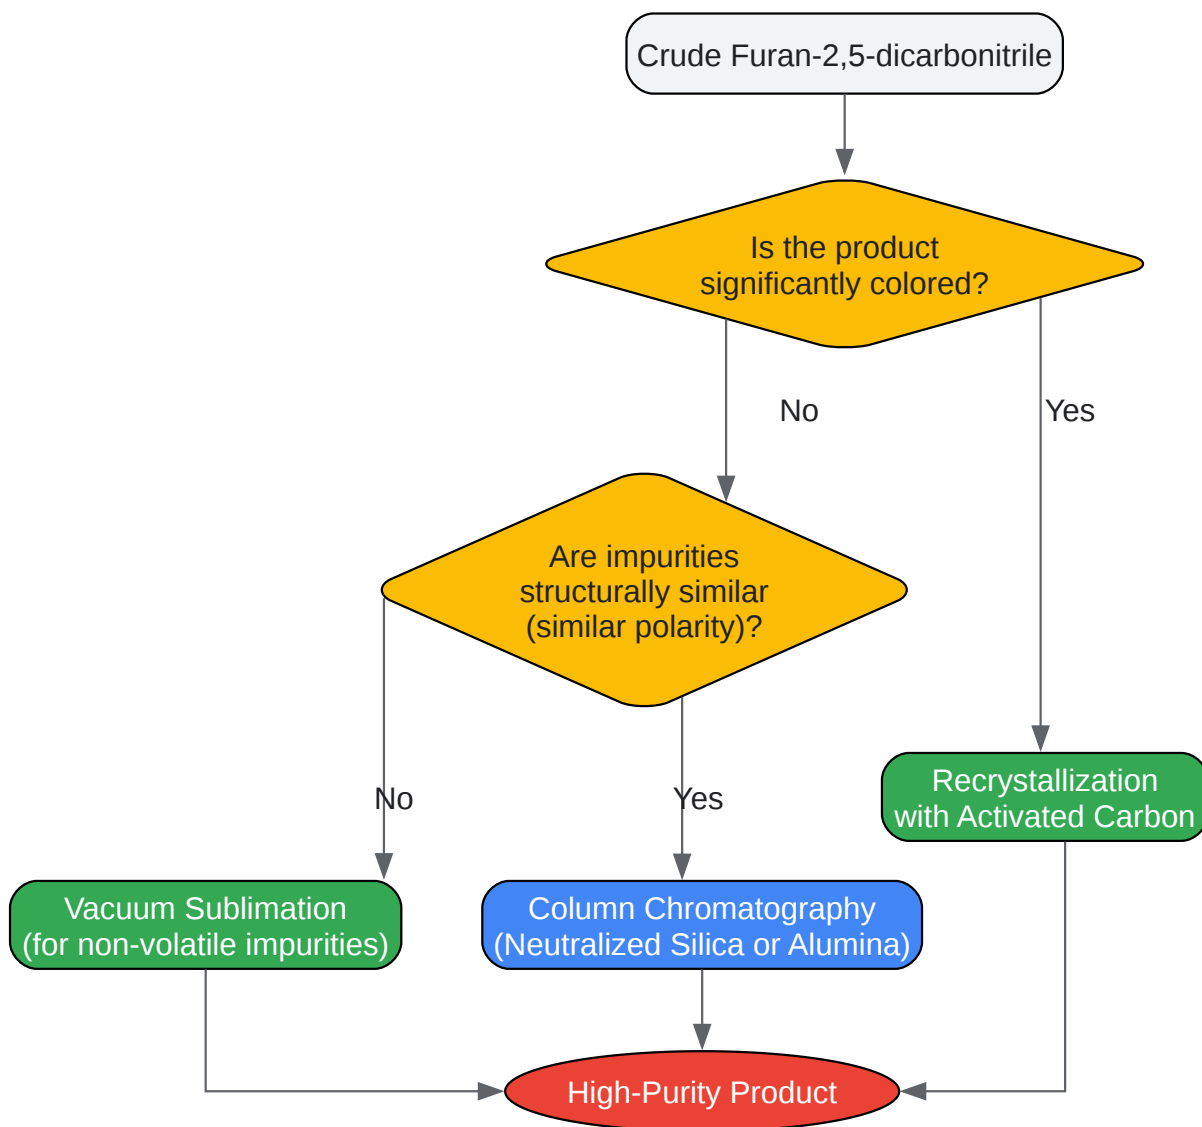 Crude Furan-2,5-dicarbonitrile
Is the product
significantly colored?
No
Yes
Are impurities
structurally similar
(similar polarity)?
No
Yes
Recrystallization
with Activated Carbon
Vacuum Sublimation
(for non-volatile impurities)
Column Chromatography
(Neutralized Silica or Alumina)
High-Purity Product